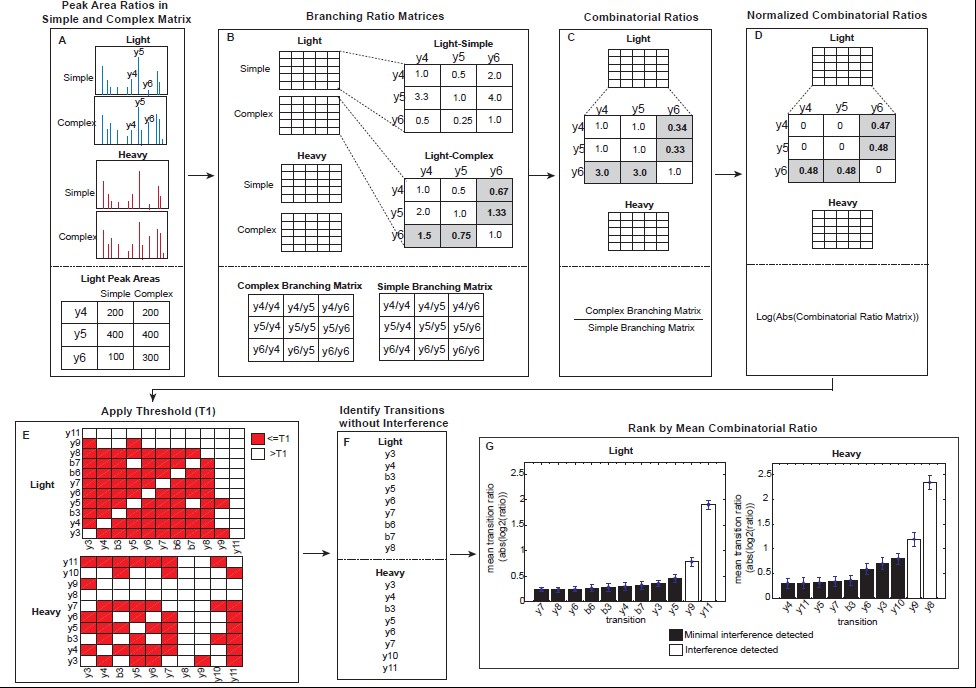 Peak Area Ratios in
Simple and Complex Matrix
A
Light
y5
Simple
y4
y6
y5
Complex
y4
y6
Heavy
Simple
Complex
Light Peak Areas
Simple Complex
y4 200 200
y5 400 400
y6 100 300
Branching Ratio Matrices
B
Light
Simple
Complex
Heavy
Simple
Complex
Light-Simple
y4 y5 y6
y4 1.0 0.5 2.0
y5 3.3 1.0 4.0
y6 0.5 0.25 1.0
Light-Complex
y4 y5 y6
y4 1.0 0.5 0.67
y5 2.0 1.0 1.33
y6 1.5 0.75 1.0
Complex Branching Matrix
y4/y4 y4/y5 y4/y6
y5/y4 y5/y5 y5/y6
y6/y4 y6/y5 y6/y6
Simple Branching Matrix
y4/y4 y4/y5 y4/y6
y5/y4 y5/y5 y5/y6
y6/y4 y6/y5 y6/y6
Combinatorial Ratios
C
Light
y4 y5 y6
y4 1.0 1.0 0.34
y5 1.0 1.0 0.33
y6 3.0 3.0 1.0
Heavy
Complex Branching Matrix
Simple Branching Matrix
Normalized Combinatorial Ratios
D
Light
y4 y5 y6
y4 0 0 0.47
y5 0 0 0.48
y6 0.48 0.48 0
Heavy
Log(Abs(Combinatorial Ratio Matrix))
Apply Threshold (T1)
E
<=T1
>T1
Light
y11
y9
y8
b7
b6
y7
y6
y5
b3
y4
y3
y3 y4 b3 y5 y6 y7 b6 b7 y8 y9 y11
Heavy
y11
y10
y9
y8
y7
y6
y5
b3
y4
y3
y3 y4 b3 y5 y6 y7 y8 y9 y10 y11
Identify Transitions
without Interference
F
Light
y3
y4
b3
y5
y6
y7
b6
b7
y8
Heavy
y3
y4
b3
y5
y6
y7
y10
y11
Rank by Mean Combinatorial Ratio
G
Light
mean transition ratio
(abs(log2(ratio))
2.5
2
1.5
1
0.5
0
y7 y8 y6 b6 b3 y4 b7 y3 y5 y9 y11
transition
Heavy
mean transition ratio
(abs(log2(ratio))
2.5
2
1.5
1
0.5
0
y4 y11 y5 y7 b3 y6 y3 y10 y9 y8
transition
Minimal interference detected
Interference detected